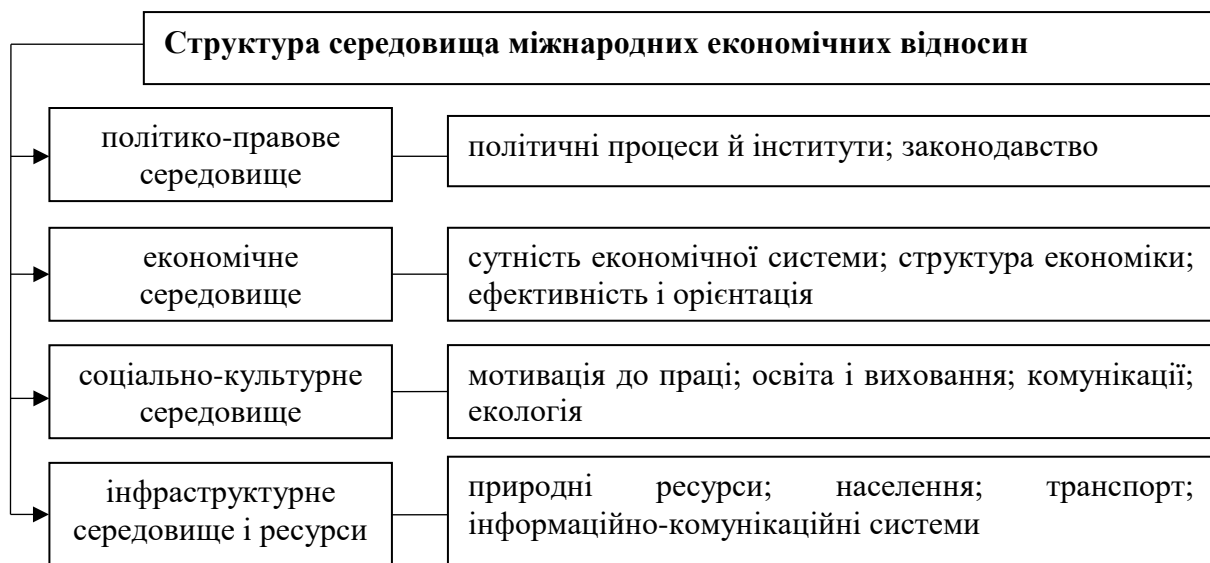 Структура середовища міжнародних економічних відносин
політико-правове
середовище
політичні процеси й інститути; законодавство
економічне
середовище
сутність економічної системи; структура економіки;
ефективність і орієнтація
соціально-культурне
середовище
мотивація до праці; освіта і виховання; комунікації;
екологія
інфраструктурне
середовище і ресурси
природні ресурси; населення; транспорт;
інформаційно-комунікаційні системи